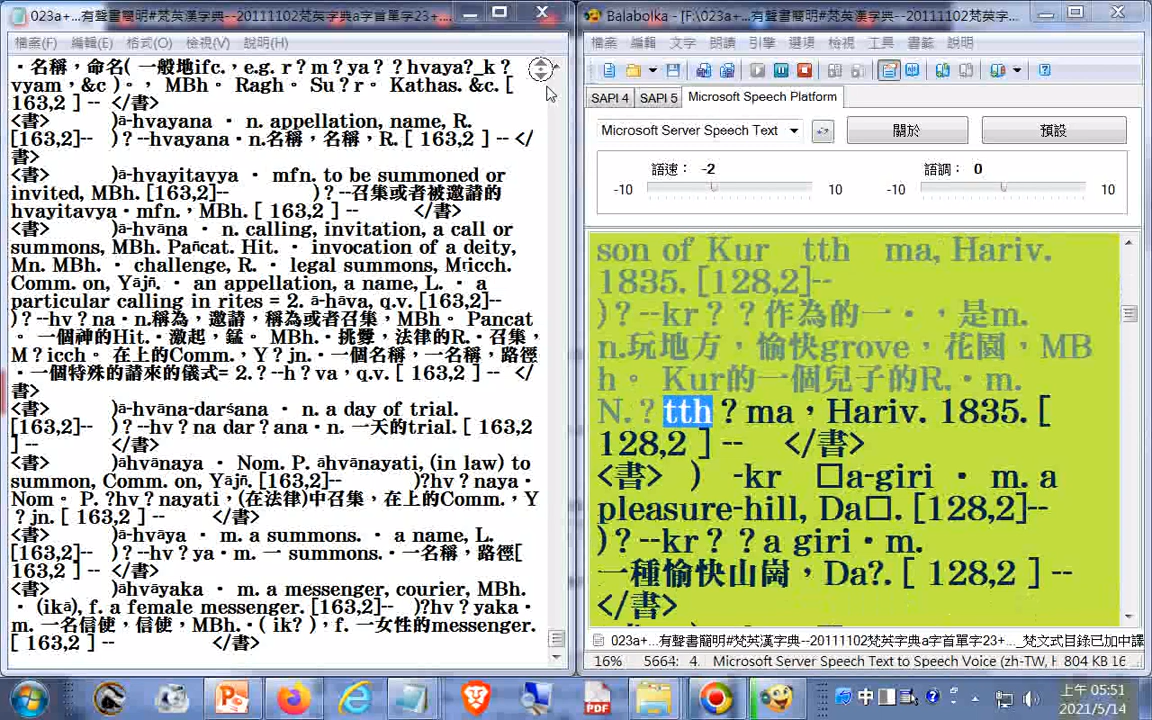 023a+...有聲書簡明#梵英漢字典--20111102梵英字典a字首單字23+...
檔案(F) 編輯(E) 格式(O) 檢視(V) 說明(H)
‧名稱，命名( 一般地ifc.，e.g. r？m？ya？？hvaya?_k？
vyam，&c )。， MBh。 Ragh。 Su？r。 Kathas. &c. [
163,2 ] -- </書>
<書> )ā-hvayana ‧ n. appellation, name, R.
[163,2]-- )？--hvayana‧n.名稱，名稱，R. [ 163,2 ] -- </
書>
<書> )ā-hvayitavya ‧ mfn. to be summoned or
invited, MBh. [163,2]-- )？--召集或者被邀請的
hvayitavya‧mfn.，MBh. [ 163,2 ] -- </書>
<書> )ā-hvāna ‧ n. calling, invitation, a call or
summons, MBh. Pañcat. Hit. ‧ invocation of a deity,
Mn. MBh. ‧ challenge, R. ‧ legal summons, Mṛicch.
Comm. on, Yājñ. ‧ an appellation, a name, L. ‧ a
particular calling in rites = 2. ā-hāva, q.v. [163,2]--
)？--hv？na‧n.稱為，邀請，稱為或者召集，MBh。 Pancat
。一個神的Hit.‧激起，錳。 MBh.‧挑釁，法律的R.‧召集，
M？icch。 在上的Comm.，Y？jn.‧一個名稱，一名稱，路徑
‧一個特殊的請來的儀式= 2.？--h？va，q.v. [ 163,2 ] -- </
書>
<書> )ā-hvāna-darśana ‧ n. a day of trial.
[163,2]-- )？--hv？na dar？ana‧n. 一天的trial. [ 163,2
] -- </書>
<書> )āhvānaya ‧ Nom. P. āhvānayati, (in law) to
summon, Comm. on, Yājñ. [163,2]-- )？hv？naya‧
Nom。 P. ?hv？nayati，(在法律)中召集，在上的Comm.，Y
？jn. [ 163,2 ] -- </書>
<書> )ā-hvāya ‧ m. a summons. ‧ a name, L.
[163,2]-- )？--hv？ya‧m. 一 summons.‧一名稱，路徑[
163,2 ] -- </書>
<書> )āhvāyaka ‧ m. a messenger, courier, MBh.
‧ (ikā), f. a female messenger. [163,2]-- )?hv？yaka‧
m. 一名信使，信使，MBh.‧( ik？)，f. 一女性的messenger.
[ 163,2 ] -- </書>
Balabolka - [F:\023a+...有聲書簡明#梵英漢字典--20111102梵英字...
檔案 編輯 文字 朗讀 引擎 選項 檢視 工具 書籤 說明
SAPI 4 SAPI 5 Microsoft Speech Platform
Microsoft Server Speech Text 關於 預設
語速： -2 語調： 0
-10 10 -10 10
son of Kur tth ma, Hariv.
1835. [128,2]--
)？--kr？？作為的一‧，是m.
n.玩地方，愉快grove，花園，MB
h。 Kur的一個兒子的R.‧m.
N.？tth？ma，Hariv. 1835. [
128,2 ] -- </書>
<書> ) -kr □a-giri ‧ m. a
pleasure-hill, Da□. [128,2]--
)？--kr？？a giri‧m.
一種愉快山崗，Da?. [ 128,2 ] --
</書>
023a+...有聲書簡明#梵英漢字典--20111102梵英字典a字首單字23+..._梵文式目錄已加中譯
16% 5664: 4. Microsoft Server Speech Text to Speech Voice (zh-TW, H 804 KB 16
中
上午 05:51
2021/5/14